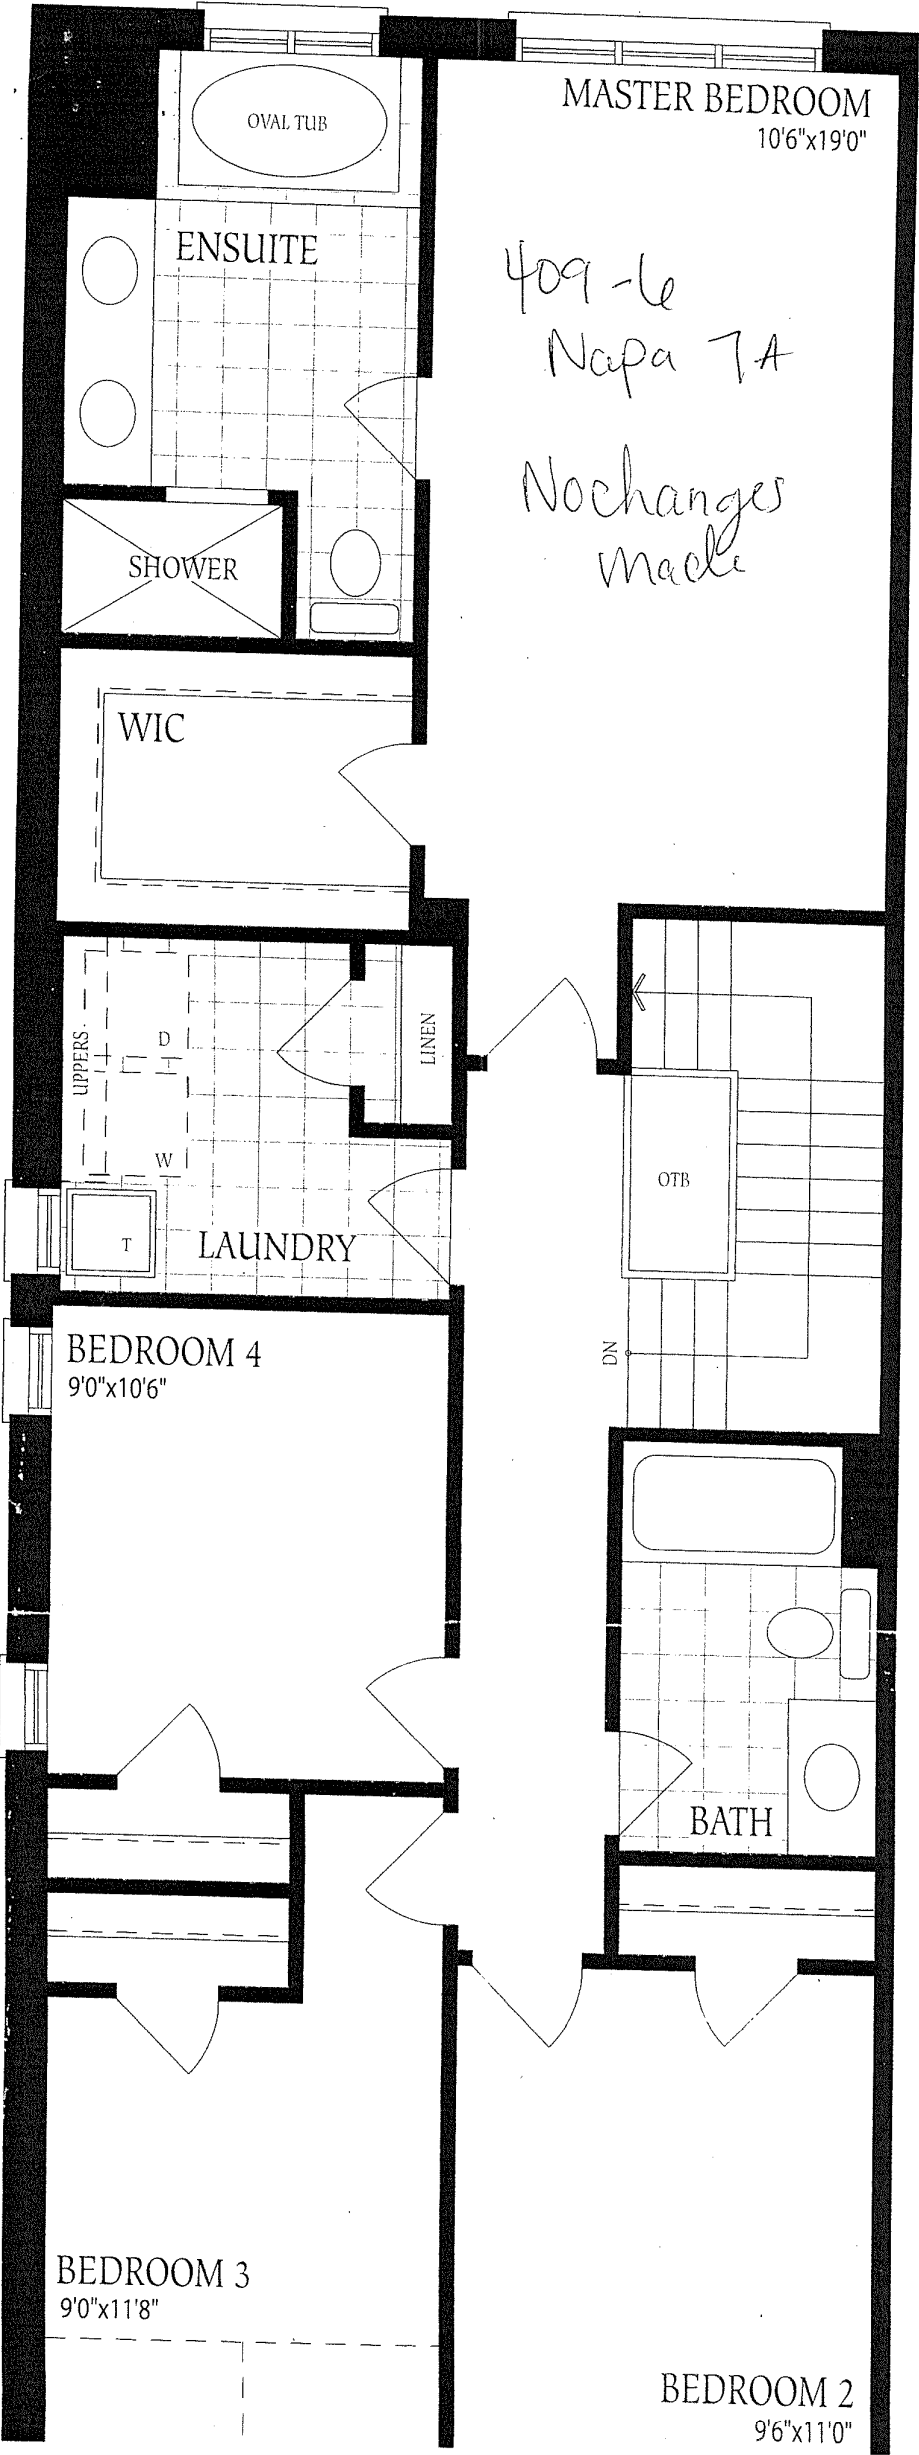 OVAL TUB
MASTER BEDROOM
10'6"x19'0"
ENSUITE
409-6
Napa 7A
No changes
made
SHOWER
WIC
UPPERS
D
LINEN
W
T
LAUNDRY
OTB
DN
BEDROOM 4
9'0"x10'6"
BATH
BEDROOM 3
9'0"x11'8"
BEDROOM 2
9'6"x11'0"